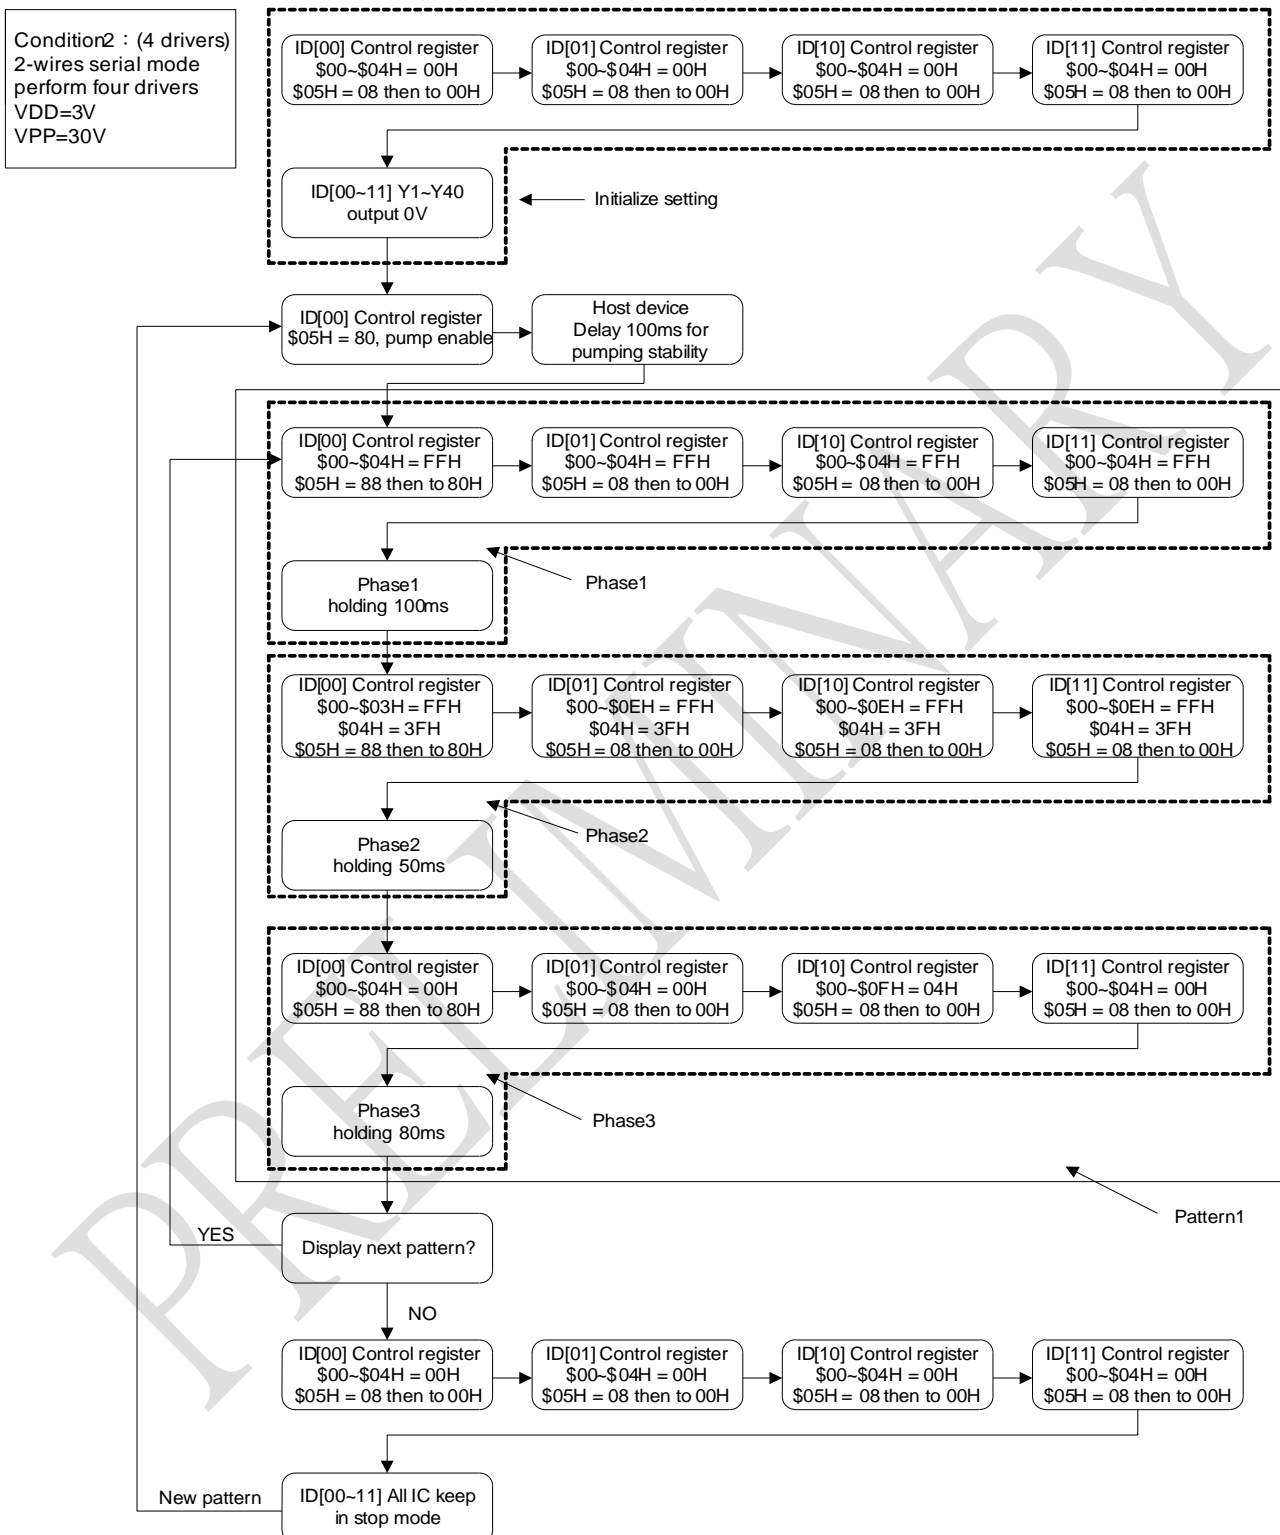 Condition2：(4 drivers)
2-wires serial mode
perform four drivers
VDD=3V
VPP=30V
ID[00] Control register
$00~$04H = 00H
$05H = 08 then to 00H
ID[01] Control register
$00~$04H = 00H
$05H = 08 then to 00H
ID[10] Control register
$00~$04H = 00H
$05H = 08 then to 00H
ID[11] Control register
$00~$04H = 00H
$05H = 08 then to 00H
ID[00~11] Y1~Y40
output 0V
Initialize setting
ID[00] Control register
$05H = 80, pump enable
Host device
Delay 100ms for
pumping stability
ID[00] Control register
$00~$04H = FFH
$05H = 88 then to 80H
ID[01] Control register
$00~$04H = FFH
$05H = 08 then to 00H
ID[10] Control register
$00~$04H = FFH
$05H = 08 then to 00H
ID[11] Control register
$00~$04H = FFH
$05H = 08 then to 00H
Phase1
holding 100ms
Phase1
ID[00] Control register
$00~$03H = FFH
$04H = 3FH
$05H = 88 then to 80H
ID[01] Control register
$00~$0EH = FFH
$04H = 3FH
$05H = 08 then to 00H
ID[10] Control register
$00~$0EH = FFH
$04H = 3FH
$05H = 08 then to 00H
ID[11] Control register
$00~$0EH = FFH
$04H = 3FH
$05H = 08 then to 00H
Phase2
holding 50ms
Phase2
ID[00] Control register
$00~$04H = 00H
$05H = 88 then to 80H
ID[01] Control register
$00~$04H = 00H
$05H = 08 then to 00H
ID[10] Control register
$00~$0FH = 04H
$05H = 08 then to 00H
ID[11] Control register
$00~$04H = 00H
$05H = 08 then to 00H
Phase3
holding 80ms
Phase3
Pattern1
YES
Display next pattern?
NO
ID[00] Control register
$00~$04H = 00H
$05H = 08 then to 00H
ID[01] Control register
$00~$04H = 00H
$05H = 08 then to 00H
ID[10] Control register
$00~$04H = 00H
$05H = 08 then to 00H
ID[11] Control register
$00~$04H = 00H
$05H = 08 then to 00H
New pattern
ID[00~11] All IC keep
in stop mode
PRELIMINARY